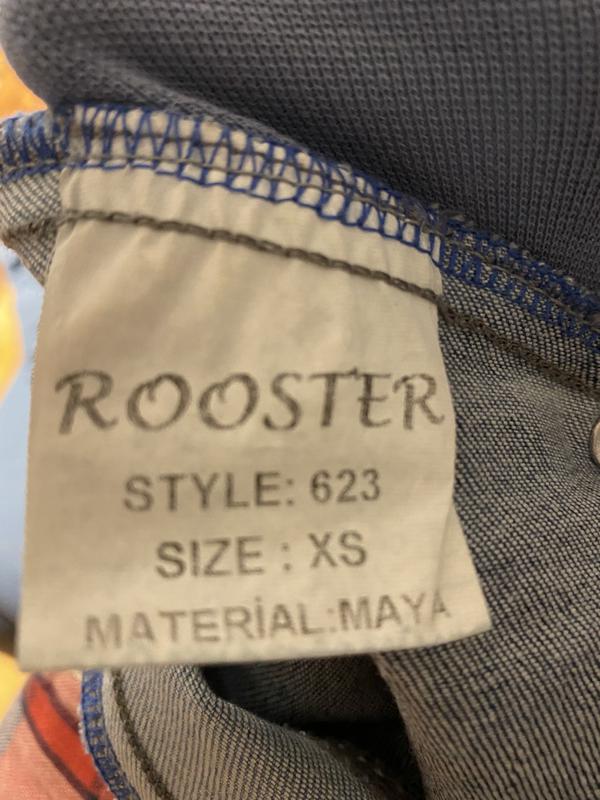 ROOSTER
STYLE: 623
SIZE : XS
MATERİAL:MAYA